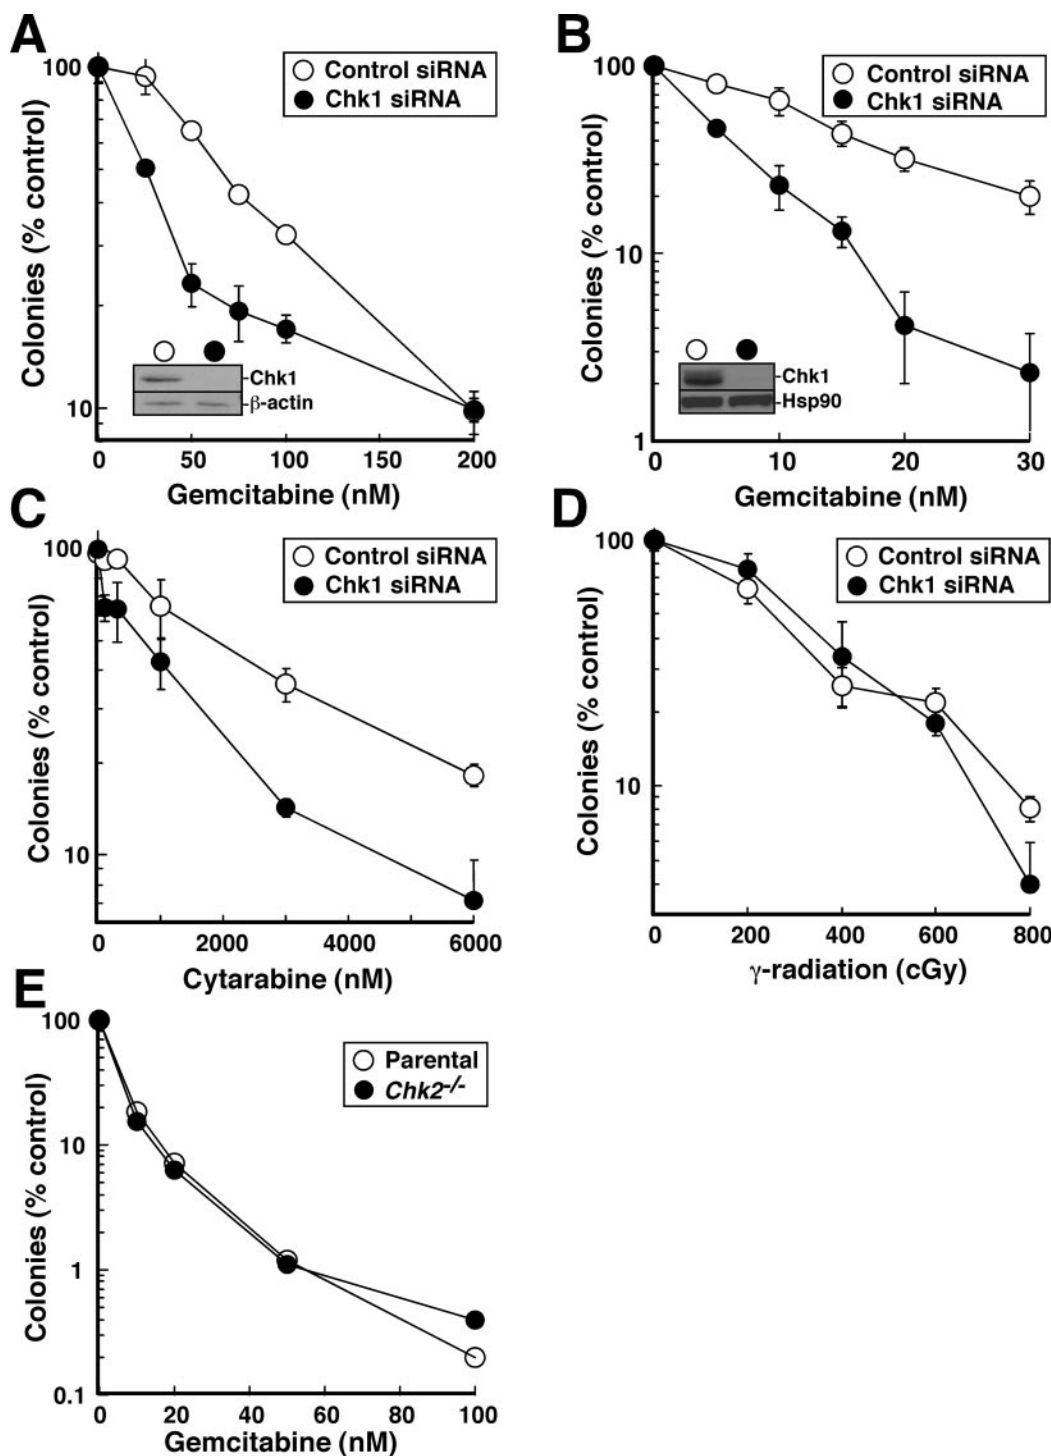 A
Colonies (% control)
100
10
Control siRNA
Chk1 siRNA
-Chk1
-β-actin
0 50 100 150 200
Gemcitabine (nM)
B
Colonies (% control)
100
10
1
Control siRNA
Chk1 siRNA
-Chk1
-Hsp90
0 10 20 30
Gemcitabine (nM)
C
Colonies (% control)
100
10
Control siRNA
Chk1 siRNA
0 2000 4000 6000
Cytarabine (nM)
D
Colonies (% control)
100
10
Control siRNA
Chk1 siRNA
0 200 400 600 800
γ-radiation (cGy)
E
Colonies (% control)
100
10
1
0.1
Parental
Chk2-/-
0 20 40 60 80 100
Gemcitabine (nM)